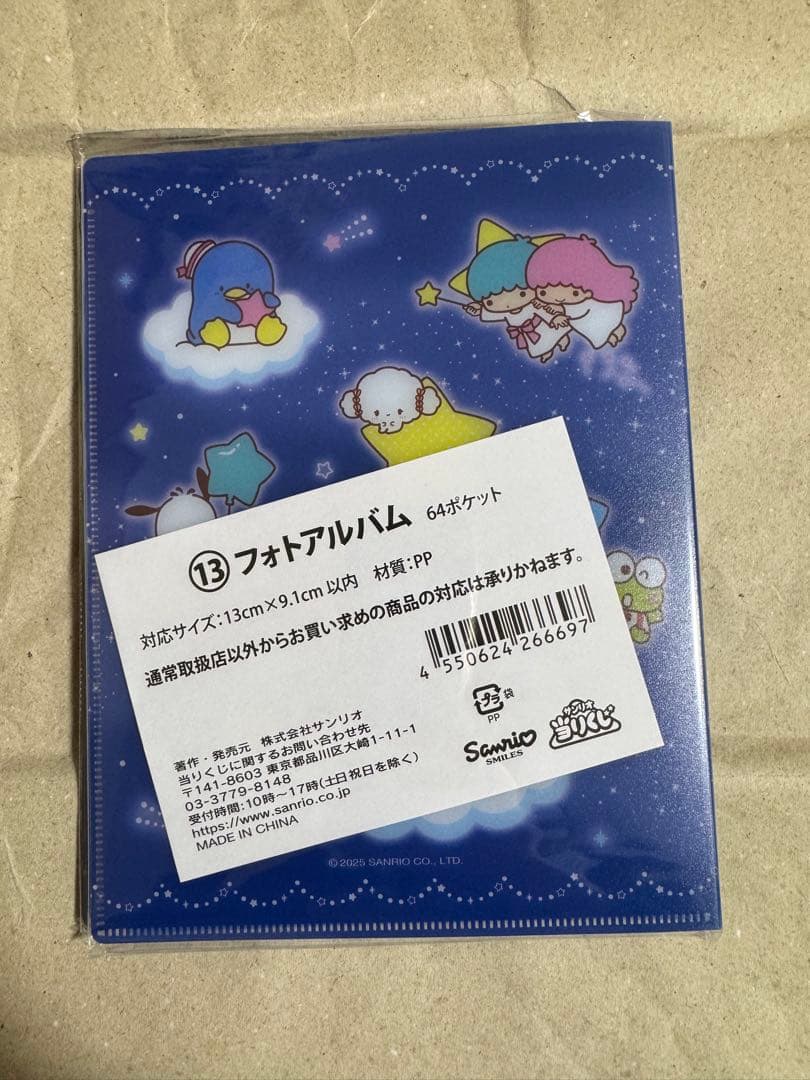 ⑬フォトアルバム 64ポケット
対応サイズ:13cm×9.1cm以内 材質:PP
通常取扱店以外からお買い求めの商品の対応は承りかねます。
4 550624 266697
プラ 袋
PP
著作・発売元 株式会社サンリオ
当りくじに関するお問い合わせ先
〒141-8603 東京都品川区大崎1-11-1
03-3779-8148
受付時間:10時~17時(土日祝日を除く)
https://www.sanrio.co.jp
MADE IN CHINA
Sanrio
SMILES
サンリオ
当りくじ
© 2025 SANRIO CO., LTD.